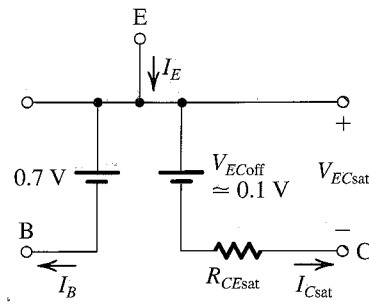 E
I_E
+
0.7 V
V_ECoff
≃ 0.1 V
V_ECsat
B
−
C
I_B
R_CEsat
I_Csat